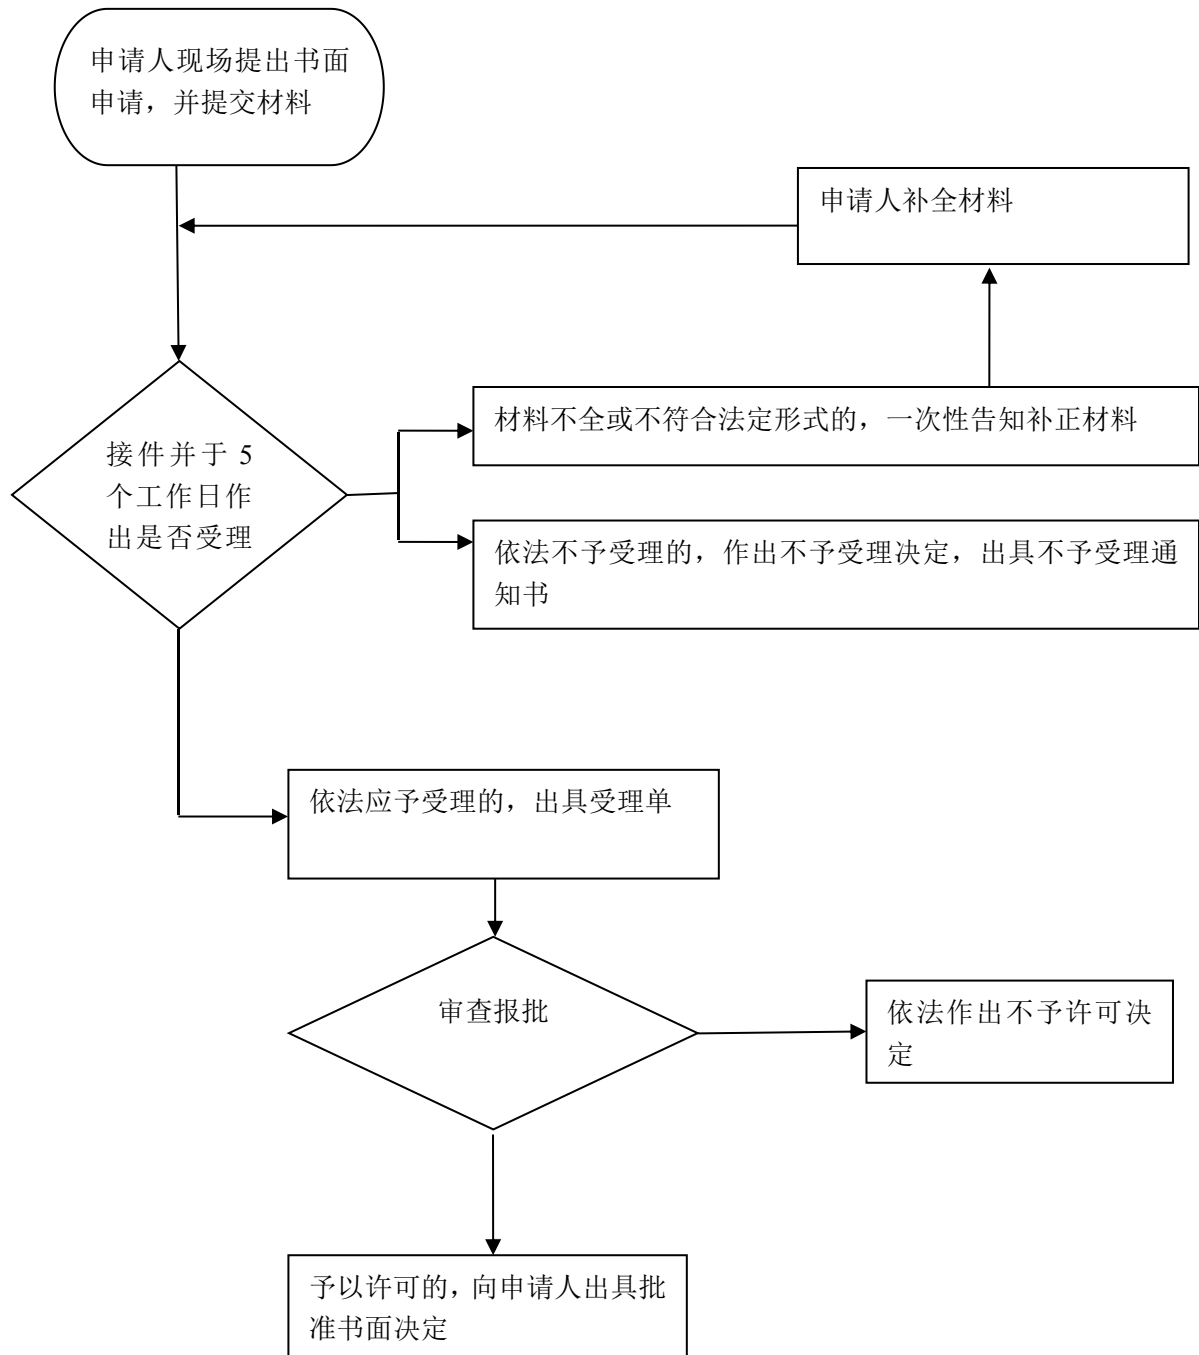 申请人现场提出书面
申请，并提交材料
申请人补全材料
材料不全或不符合法定形式的，一次性告知补正材料
接件并于 5
个工作日作
出是否受理
依法不予受理的，作出不予受理决定，出具不予受理通
知书
依法应予受理的，出具受理单
审查报批
依法作出不予许可决
定
予以许可的，向申请人出具批
准书面决定